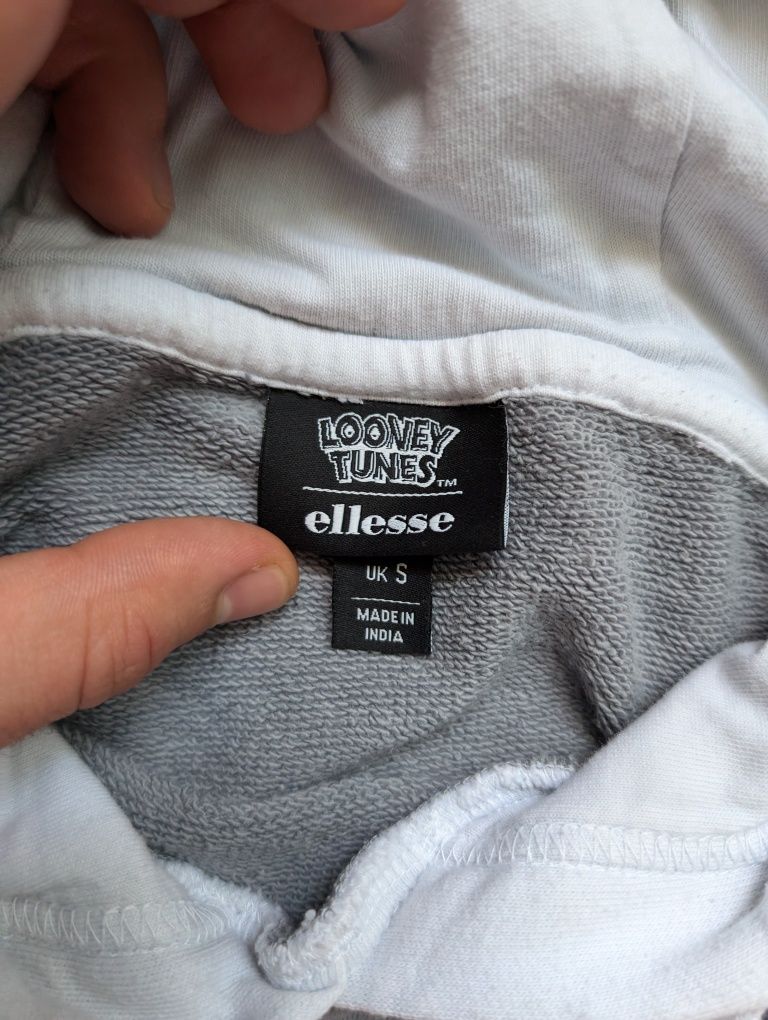 LOONEY
TUNES™
ellesse
UK S
MADE IN
INDIA